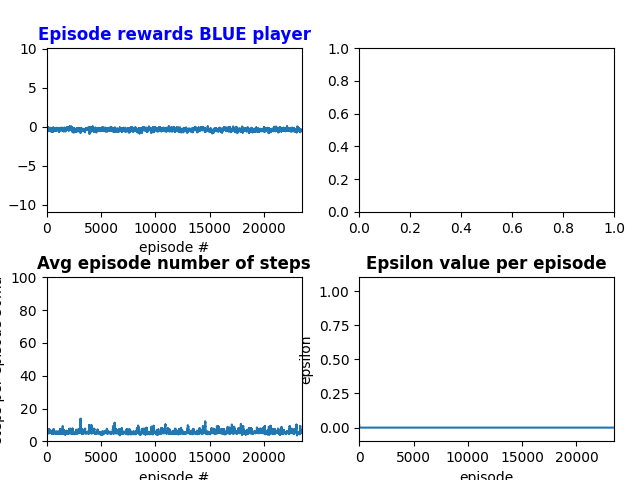 Episode rewards BLUE player
10
5
0
−5
−10
0 5000 10000 15000 20000
episode #
1.0
0.8
0.6
0.4
0.2
0.0
0.0 0.2 0.4 0.6 0.8 1.0
Avg episode number of steps
100
80
60
40
20
0
0 5000 10000 15000 20000
episode #
Epsilon value per episode
epsilon
1.00
0.75
0.50
0.25
0.00
0 5000 10000 15000 20000
episode